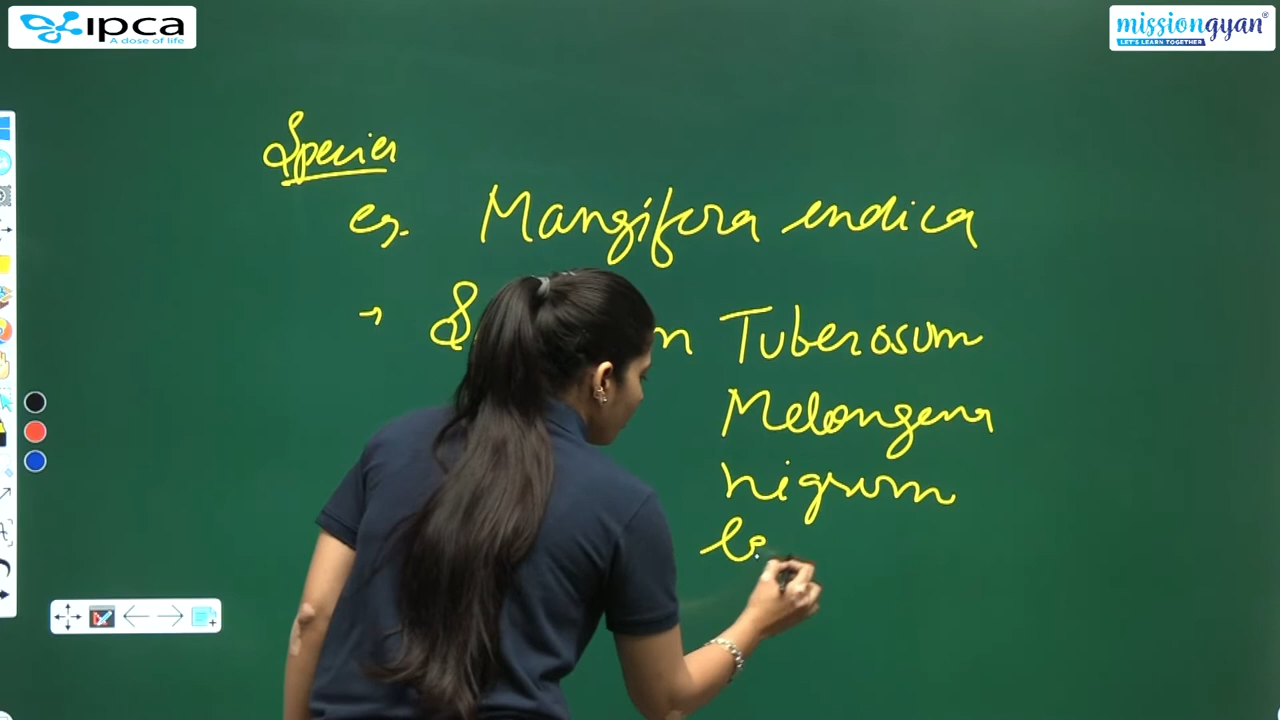 ipca
A dose of life
missiongyan®
LET'S LEARN TOGETHER
Species
eg. Mangifera indica
→ Tuberosum
Melongena
nigrum